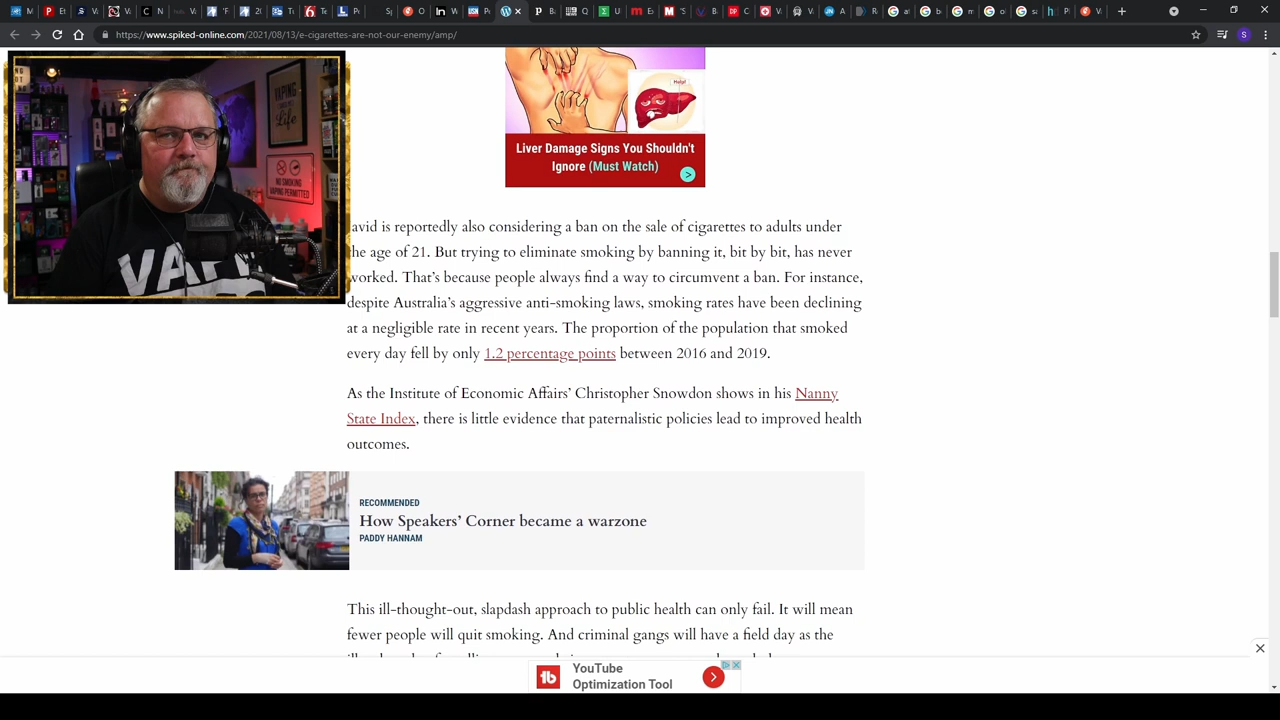 https://www.spiked-online.com/2021/08/13/e-cigarettes-are-not-our-enemy/amp/
VAPING
Life
NO SMOKING
VAPING PERMITTED
Help!
Liver Damage Signs You Shouldn't
Ignore (Must Watch)
avid is reportedly also considering a ban on the sale of cigarettes to adults under
he age of 21. But trying to eliminate smoking by banning it, bit by bit, has never
worked. That's because people always find a way to circumvent a ban. For instance,
despite Australia's aggressive anti-smoking laws, smoking rates have been declining
at a negligible rate in recent years. The proportion of the population that smoked
every day fell by only 1.2 percentage points between 2016 and 2019.
As the Institute of Economic Affairs' Christopher Snowdon shows in his Nanny
State Index, there is little evidence that paternalistic policies lead to improved health
outcomes.
RECOMMENDED
How Speakers' Corner became a warzone
PADDY HANNAM
This ill-thought-out, slapdash approach to public health can only fail. It will mean
fewer people will quit smoking. And criminal gangs will have a field day as the
YouTube
Optimization Tool